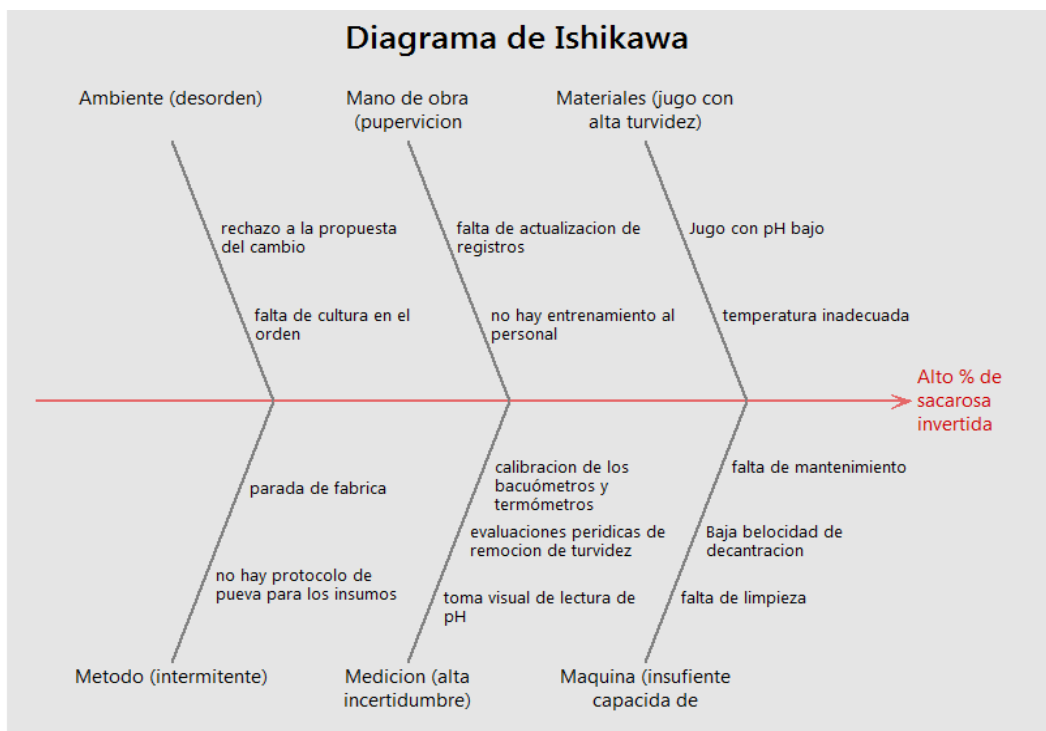 Diagrama de Ishikawa
Ambiente (desorden)
Mano de obra
(pupervicion
Materiales (jugo con
alta turvidez)
rechazo a la propuesta
del cambio
falta de cultura en el
orden
falta de actualizacion de
registros
no hay entrenamiento al
personal
Jugo con pH bajo
temperatura inadecuada
Alto % de
sacarosa
invertida
parada de fabrica
no hay protocolo de
pueva para los insumos
calibracion de los
bacuómetros y
termómetros
evaluaciones peridicas de
remocion de turvidez
toma visual de lectura de
pH
falta de mantenimiento
Baja belocidad de
decantracion
falta de limpieza
Metodo (intermitente)
Medicion (alta
incertidumbre)
Maquina (insufiente
capacida de